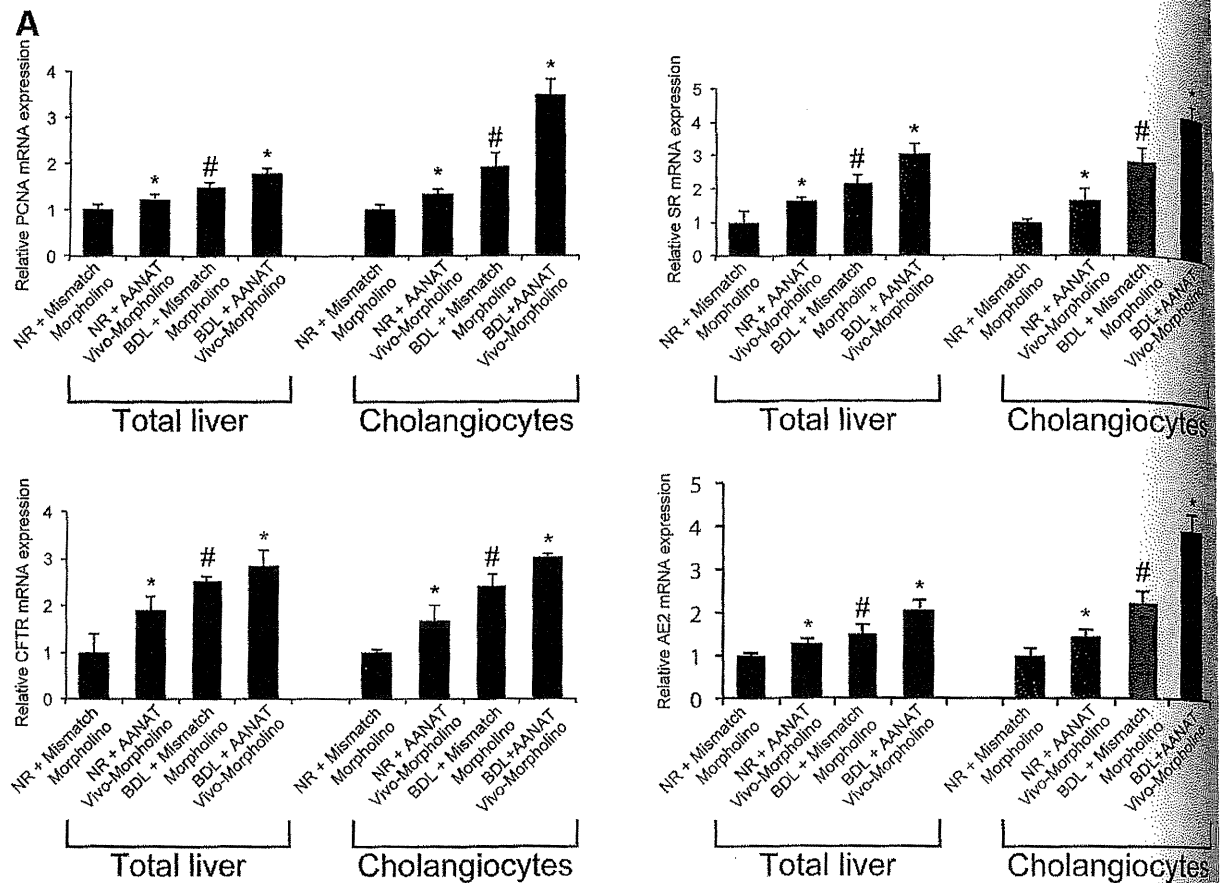 A
Relative PCNA mRNA expression
4
3
2
1
0
*
#
*
*
#
*
NR + Mismatch
Morpholino
NR + AANAT
Vivo-Morpholino
BDL + Mismatch
Morpholino
BDL + AANAT
Vivo-Morpholino
NR + Mismatch
Morpholino
NR + AANAT
Vivo-Morpholino
BDL + Mismatch
Morpholino
BDL+AANAT
Vivo-Morpholino
Total liver
Cholangiocytes
Relative SR mRNA expression
5
4
3
2
1
0
*
#
*
*
#
*
NR + Mismatch
Morpholino
NR + AANAT
Vivo-Morpholino
BDL + Mismatch
Morpholino
BDL + AANAT
Vivo-Morpholino
NR + Mismatch
Morpholino
NR + AANAT
Vivo-Morpholino
BDL + Mismatch
Morpholino
BDL+AANAT
Vivo-Morpholino
Total liver
Cholangiocytes
Relative CFTR mRNA expression
4
3
2
1
0
*
#
*
*
#
*
NR + Mismatch
Morpholino
NR + AANAT
Vivo-Morpholino
BDL + Mismatch
Morpholino
BDL + AANAT
Vivo-Morpholino
NR + Mismatch
Morpholino
NR + AANAT
Vivo-Morpholino
BDL + Mismatch
Morpholino
BDL+AANAT
Vivo-Morpholino
Total liver
Cholangiocytes
Relative AE2 mRNA expression
5
4
3
2
1
0
*
#
*
*
#
*
NR + Mismatch
Morpholino
NR + AANAT
Vivo-Morpholino
BDL + Mismatch
Morpholino
BDL + AANAT
Vivo-Morpholino
NR + Mismatch
Morpholino
NR + AANAT
Vivo-Morpholino
BDL + Mismatch
Morpholino
BDL+AANAT
Vivo-Morpholino
Total liver
Cholangiocytes